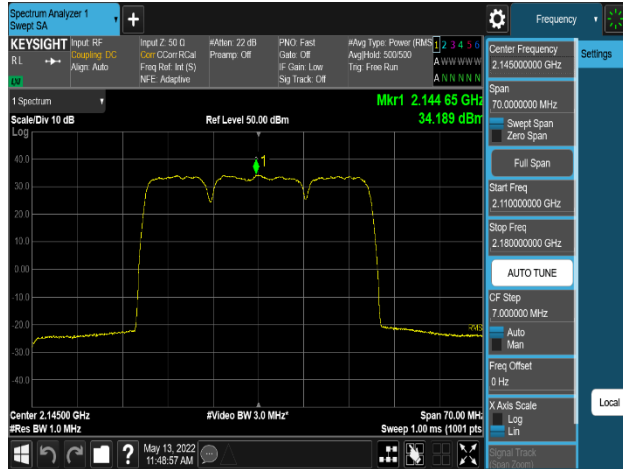 Spectrum Analyzer 1
Swept SA
+
Frequency
KEYSIGHT
RL
Input: RF
Coupling: DC
Align: Auto
Input Z: 50 Ω
Corr CCorr RCal
Freq Ref: Int (S)
NFE: Adaptive
#Atten: 22 dB
Preamp: Off
PNO: Fast
Gate: Off
IF Gain: Low
Sig Track: Off
#Avg Type: Power (RMS
Avg|Hold: 500/500
Trig: Free Run
1 2 3 4 5 6
A W W W W W
A N N N N N
1 Spectrum
Scale/Div 10 dB
Log
Ref Level 50.00 dBm
Mkr1 2.144 65 GHz
34.189 dBm
1
40.0
30.0
20.0
10.0
0.00
-10.0
-20.0
-30.0
-40.0
RMS
Center 2.14500 GHz
#Res BW 1.0 MHz
#Video BW 3.0 MHz*
Span 70.00 MHz
Sweep 1.00 ms (1001 pts
May 13, 2022
11:48:57 AM
?
Center Frequency
2.145000000 GHz
Settings
Span
70.0000000 MHz
Swept Span
Zero Span
Full Span
Start Freq
2.110000000 GHz
Stop Freq
2.180000000 GHz
AUTO TUNE
CF Step
7.000000 MHz
Auto
Man
Freq Offset
0 Hz
X Axis Scale
Log
Lin
Local
Signal Track
(Span Zoom)